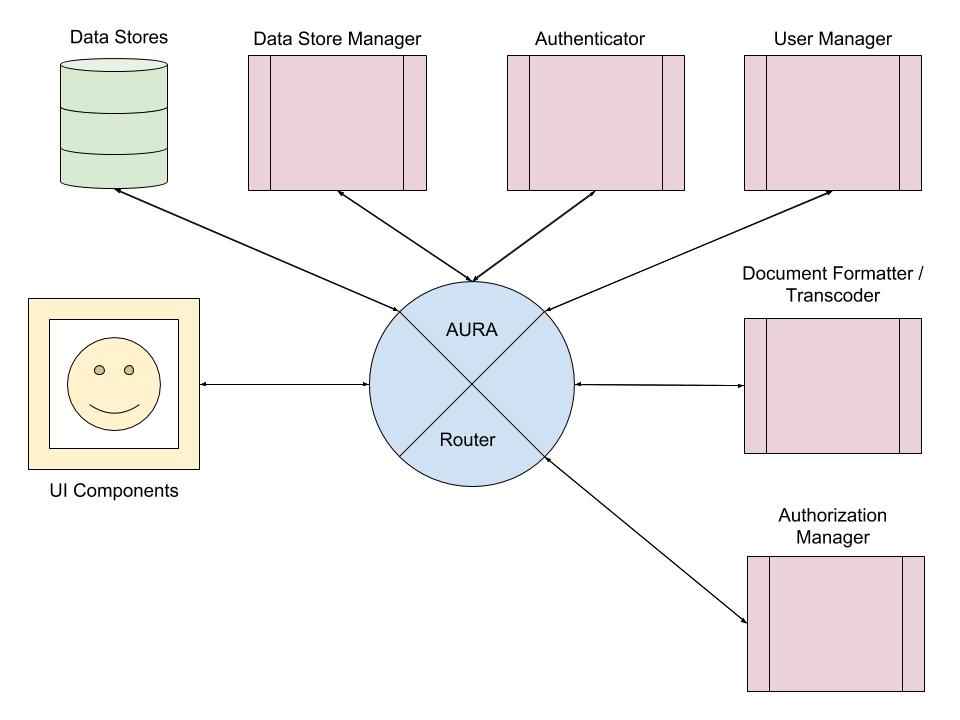 Data Stores
Data Store Manager
Authenticator
User Manager
Document Formatter /
Transcoder
AURA
Router
UI Components
Authorization
Manager